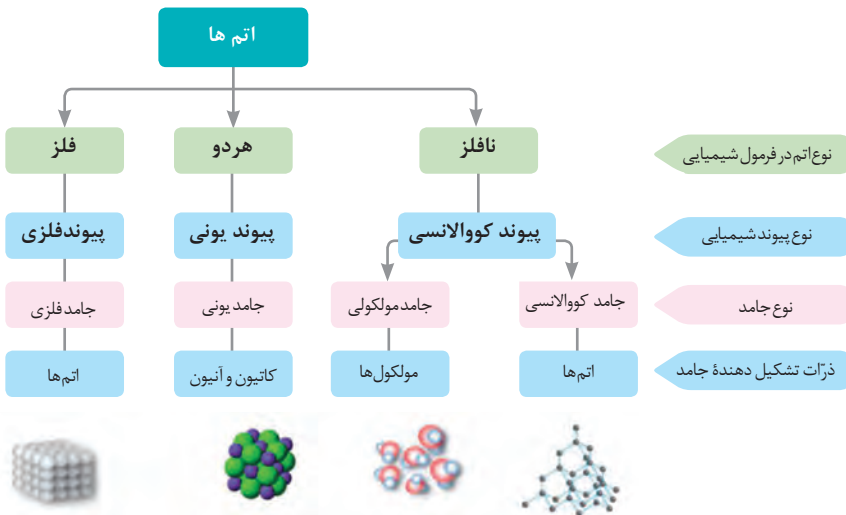 اتم ها
نوع اتم در فرمول شیمیایی
نافلز
هردو
فلز
نوع پیوند شیمیایی
پیوند کووالانسی
پیوند یونی
پیوند فلزی
نوع جامد
جامد کووالانسی
جامد مولکولی
جامد یونی
جامد فلزی
ذرّات تشکیل دهندۀ جامد
اتم‌ها
مولکول‌ها
کاتیون و آنیون
اتم‌ها